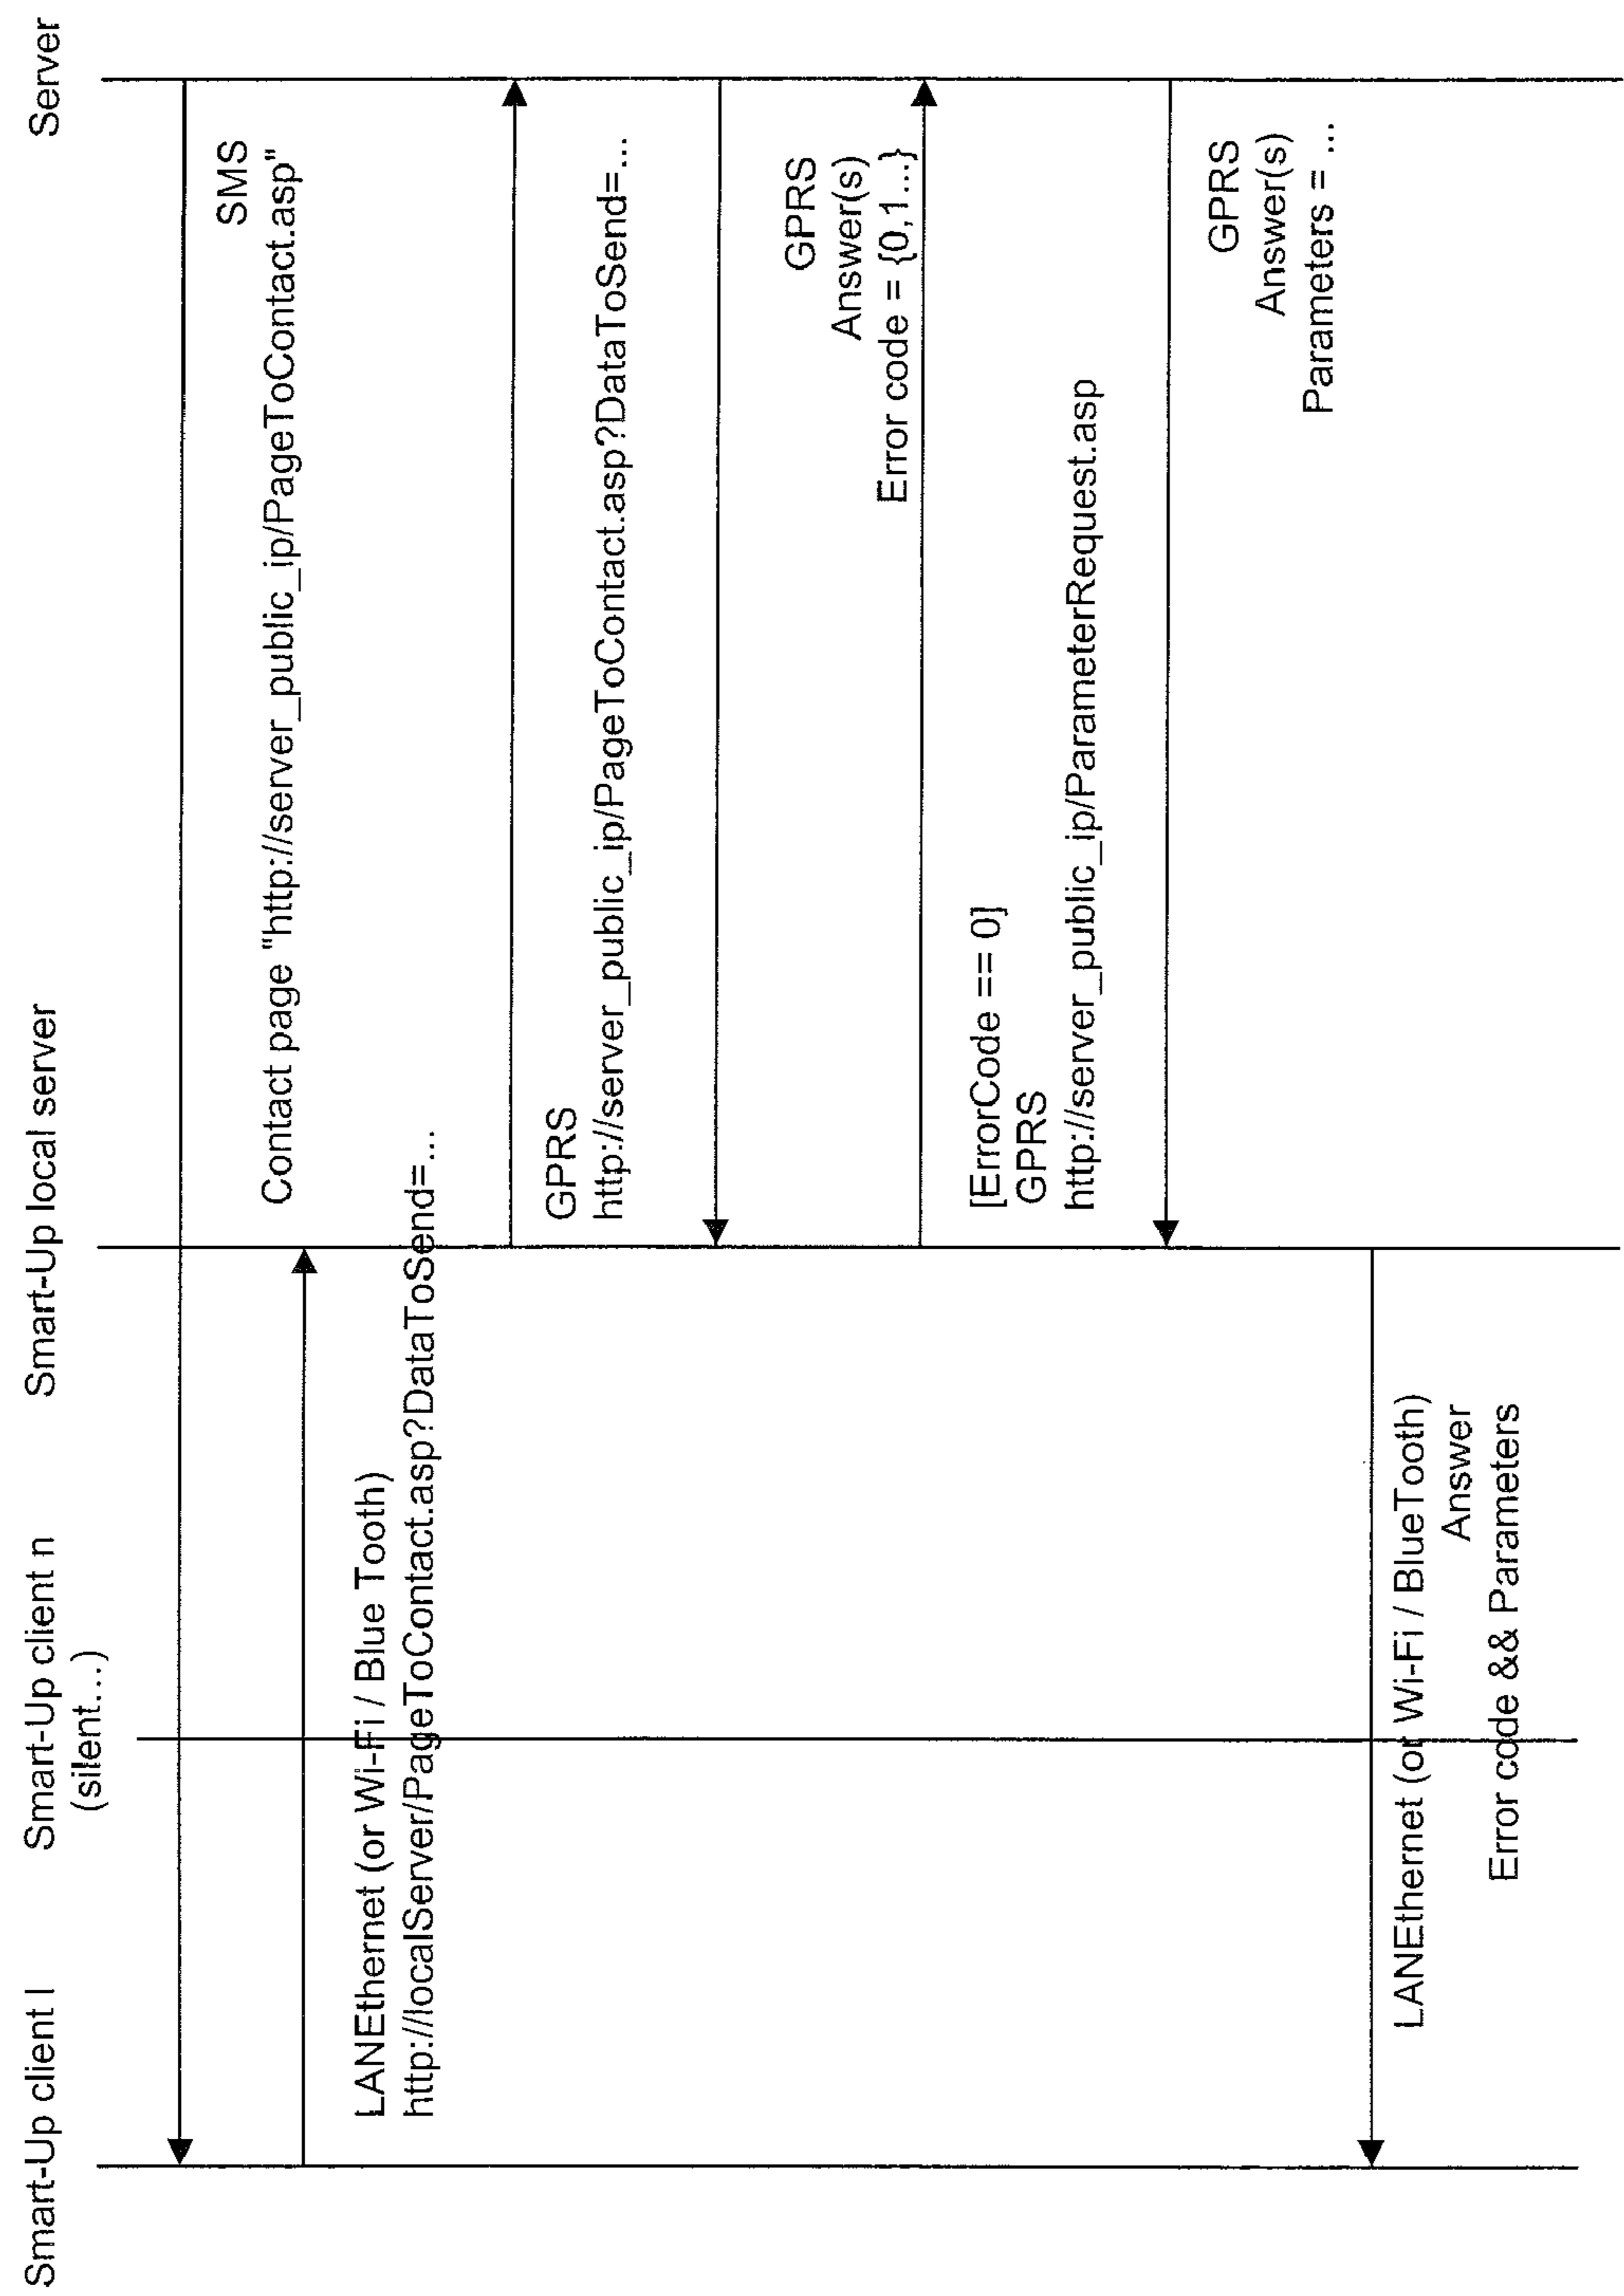 Smart-Up client I
Smart-Up client n
(silent...)
Smart-Up local server
Server
SMS
Contact page "http://server_public_ip/PageToContact.asp"
LANEthernet (or Wi-Fi / Blue Tooth)
http://localServer/PageToContact.asp?DataToSend=...
GPRS
http://server_public_ip/PageToContact.asp?DataToSend=...
GPRS
Answer(s)
Error code = {0,1...}
[ErrorCode == 0]
GPRS
http://server_public_ip/ParameterRequest.asp
GPRS
Answer(s)
Parameters = ...
LANEthernet (or Wi-Fi / BlueTooth)
Answer
Error code && Parameters